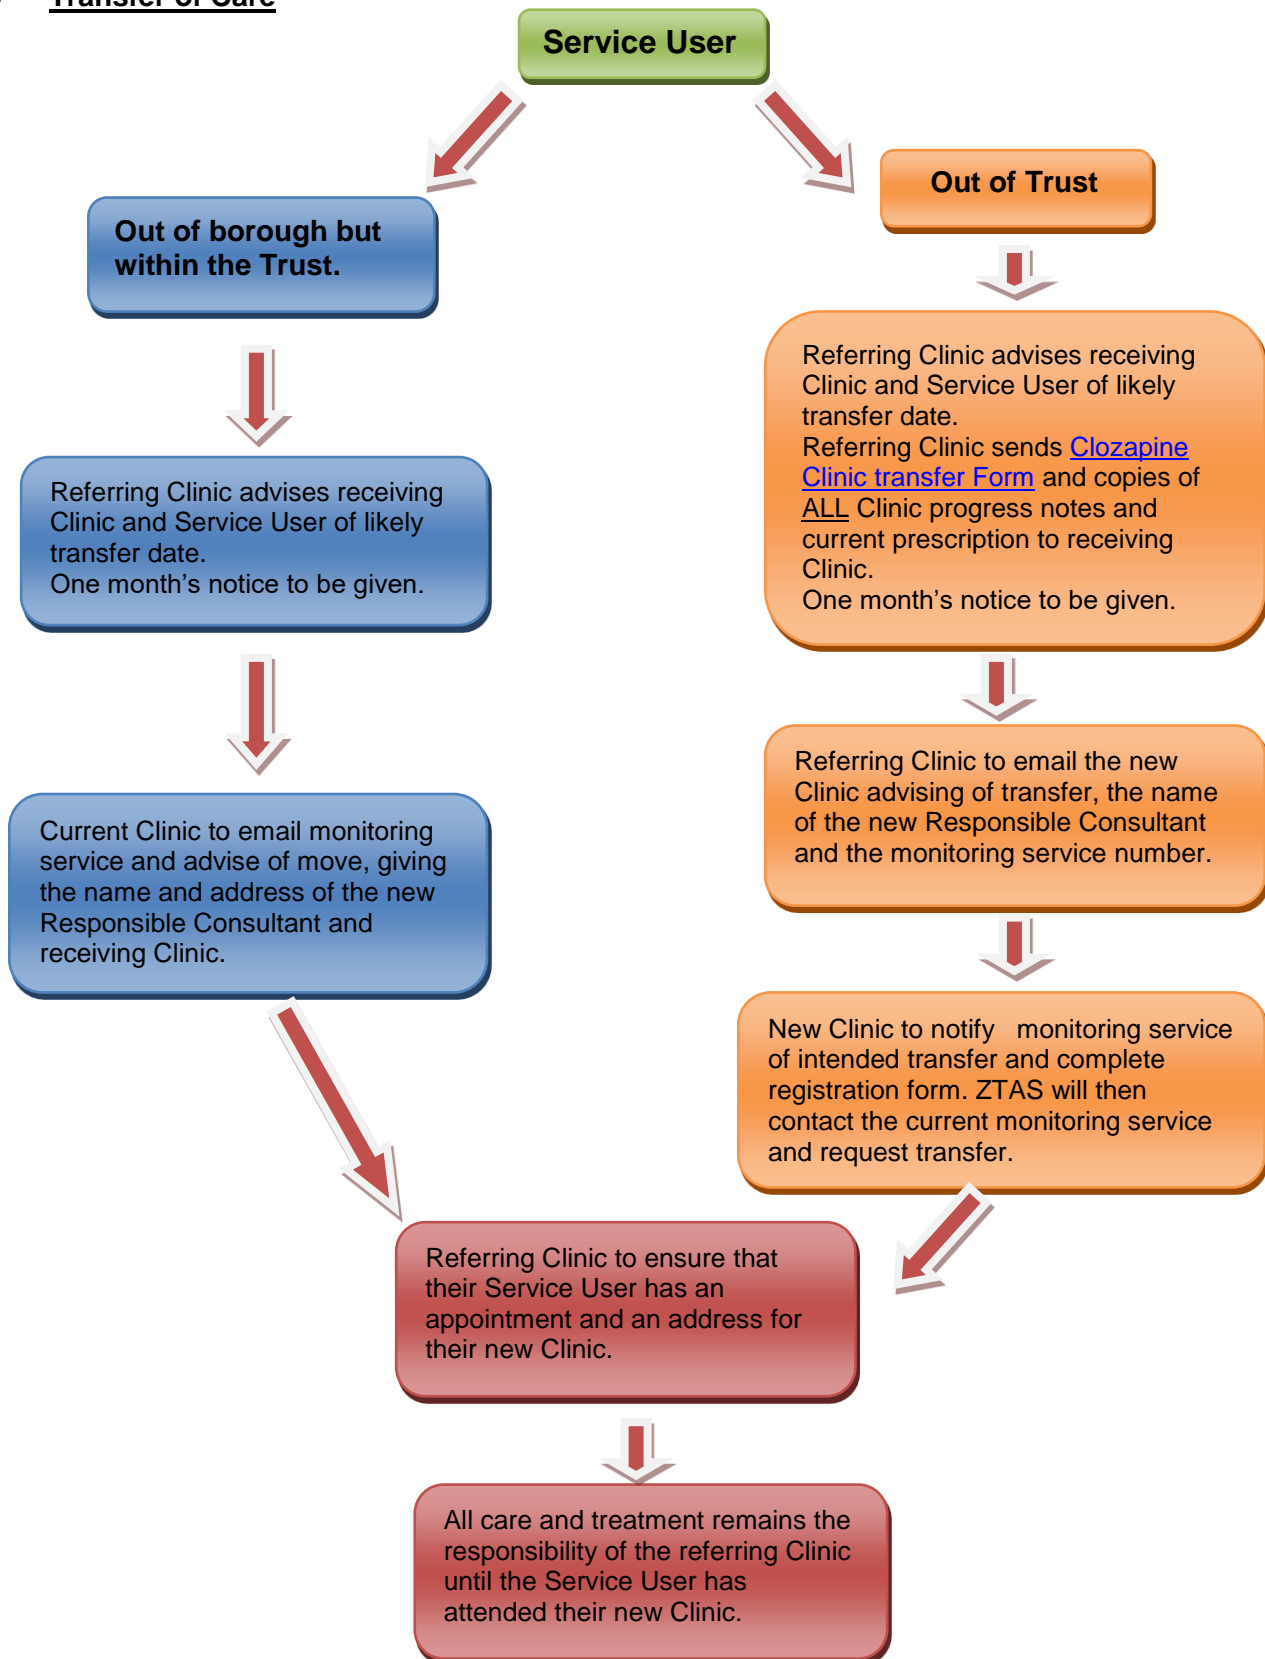 Transfer of Care
Service User
Out of borough but
within the Trust.
Referring Clinic advises receiving
Clinic and Service User of likely
transfer date.
One month’s notice to be given.
Current Clinic to email monitoring
service and advise of move, giving
the name and address of the new
Responsible Consultant and
receiving Clinic.
Out of Trust
Referring Clinic advises receiving
Clinic and Service User of likely
transfer date.
Referring Clinic sends Clozapine
Clinic transfer Form and copies of
ALL Clinic progress notes and
current prescription to receiving
Clinic.
One month’s notice to be given.
Referring Clinic to email the new
Clinic advising of transfer, the name
of the new Responsible Consultant
and the monitoring service number.
New Clinic to notify   monitoring service
of intended transfer and complete
registration form. ZTAS will then
contact the current monitoring service
and request transfer.
Referring Clinic to ensure that
their Service User has an
appointment and an address for
their new Clinic.
All care and treatment remains the
responsibility of the referring Clinic
until the Service User has
attended their new Clinic.